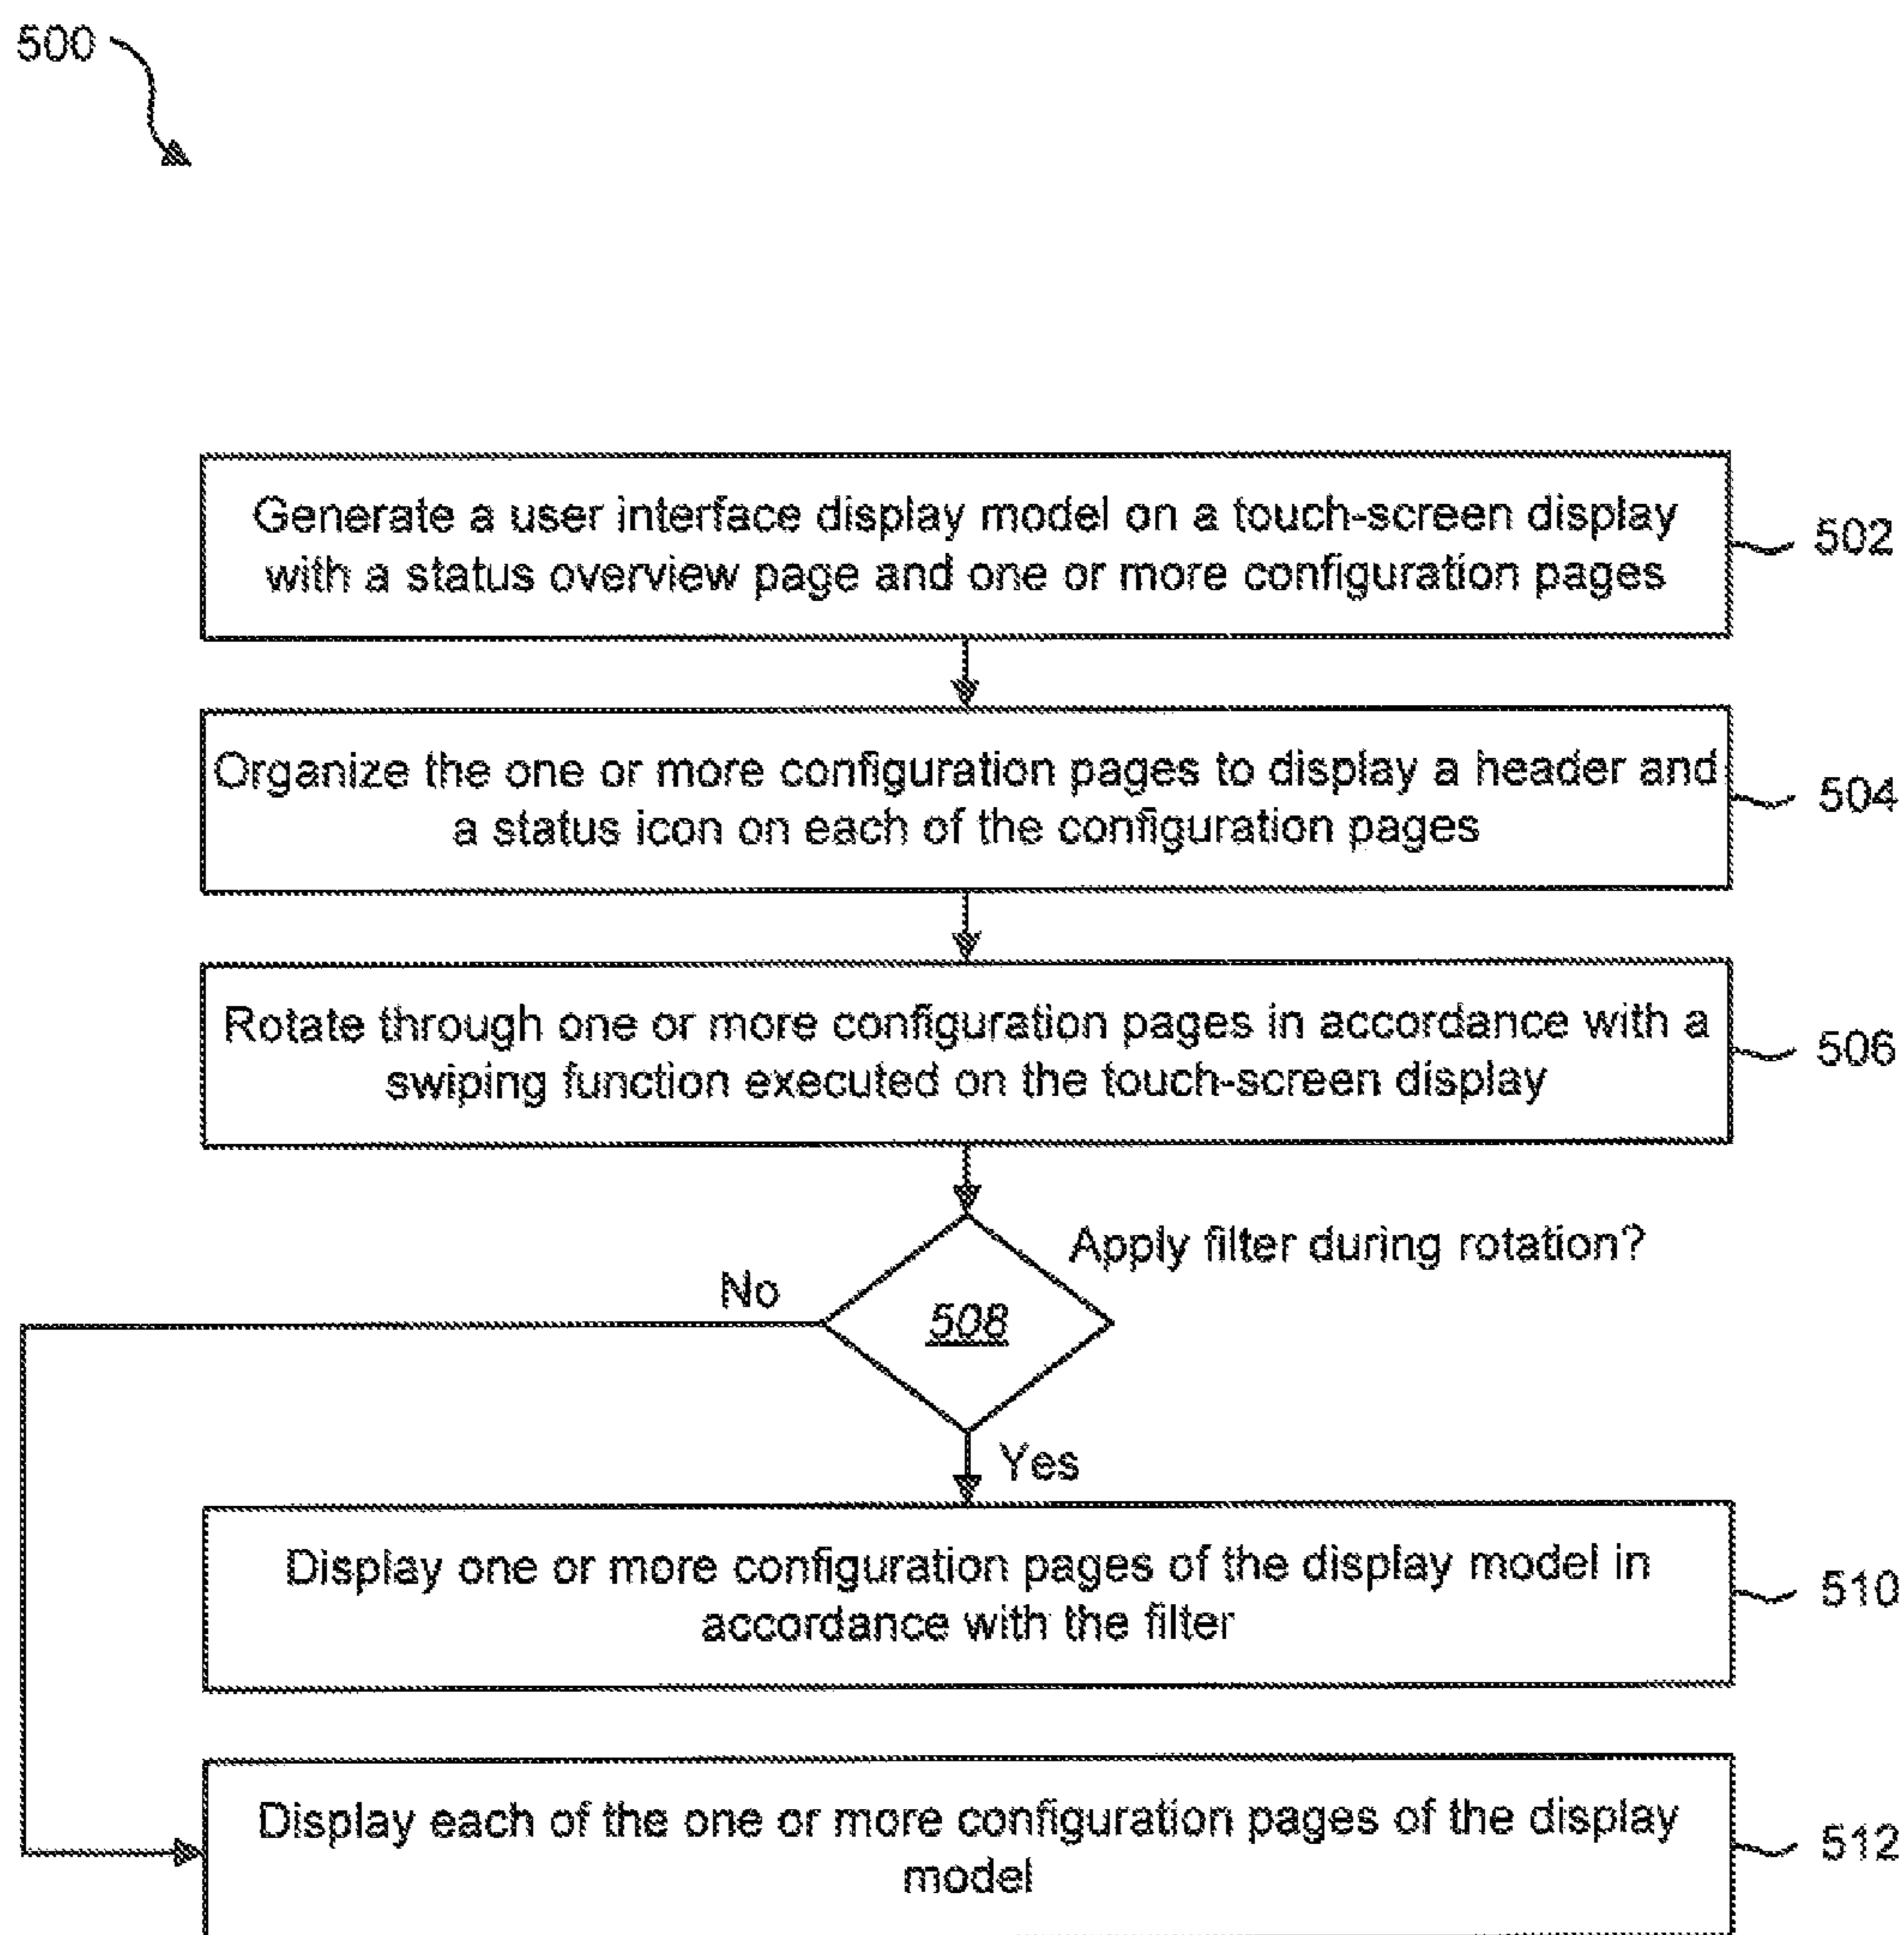 500
Generate a user interface display model on a touch-screen display
with a status overview page and one or more configuration pages
502
Organize the one or more configuration pages to display a header and
a status icon on each of the configuration pages
504
Rotate through one or more configuration pages in accordance with a
swiping function executed on the touch-screen display
506
Apply filter during rotation?
No
508
Yes
Display one or more configuration pages of the display model in
accordance with the filter
510
Display each of the one or more configuration pages of the display
model
512